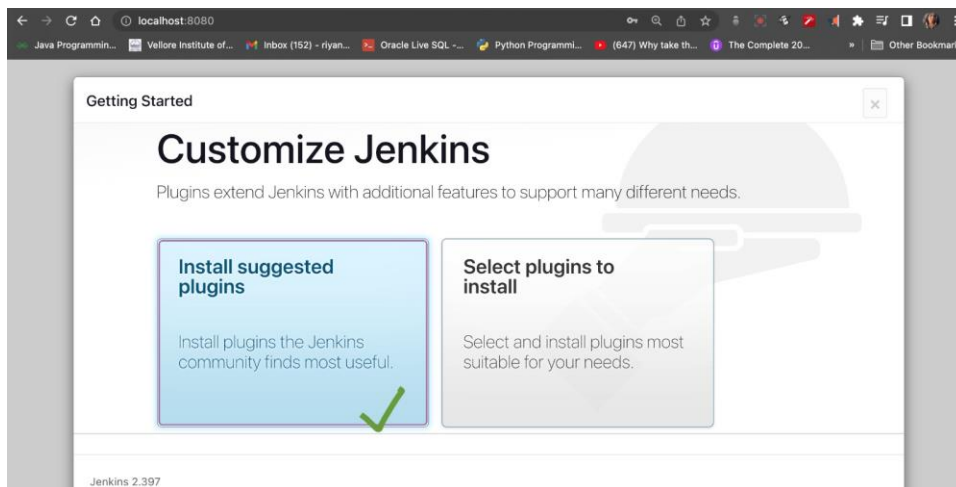 localhost:8080
Java Programmin... Vellore Institute of... Inbox (152) - riyan... Oracle Live SQL -... Python Programmi... (647) Why take th... The Complete 20... » Other Bookmar
Getting Started
Customize Jenkins
Plugins extend Jenkins with additional features to support many different needs.
Install suggested
plugins
Install plugins the Jenkins
community finds most useful.
Select plugins to
install
Select and install plugins most
suitable for your needs.
Jenkins 2.397